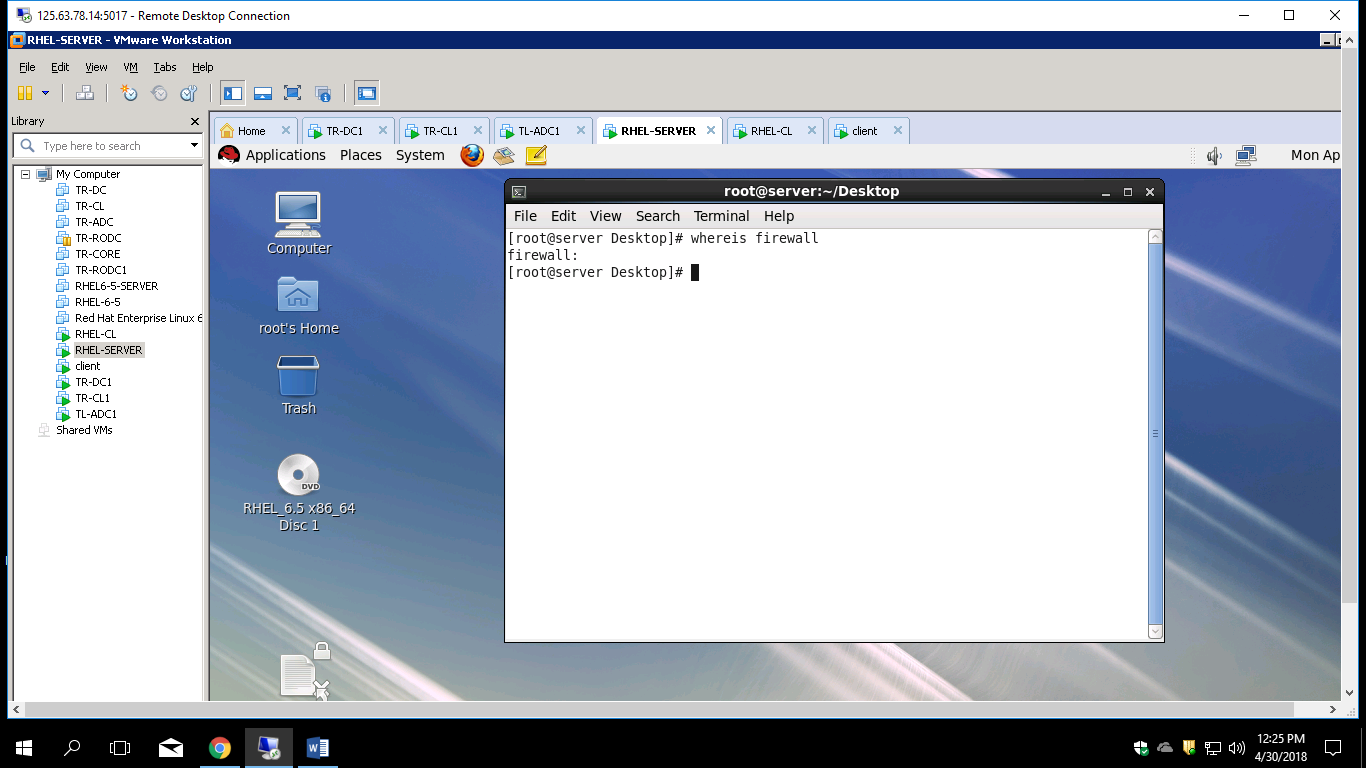 125.63.78.14:5017 - Remote Desktop Connection
RHEL-SERVER - VMware Workstation
File Edit View VM Tabs Help
Library
Type here to search
My Computer
TR-DC
TR-CL
TR-ADC
TR-RODC
TR-CORE
TR-RODC1
RHEL6-5-SERVER
RHEL-6-5
Red Hat Enterprise Linux 6
RHEL-CL
RHEL-SERVER
client
TR-DC1
TR-CL1
TL-ADC1
Shared VMs
Home TR-DC1 TR-CL1 TL-ADC1 RHEL-SERVER RHEL-CL client
Applications Places System Mon Ap
Computer
root's Home
Trash
DVD
RHEL_6.5 x86_64
Disc 1
root@server:~/Desktop
File Edit View Search Terminal Help
[root@server Desktop]# whereis firewall
firewall:
[root@server Desktop]#
12:25 PM
4/30/2018